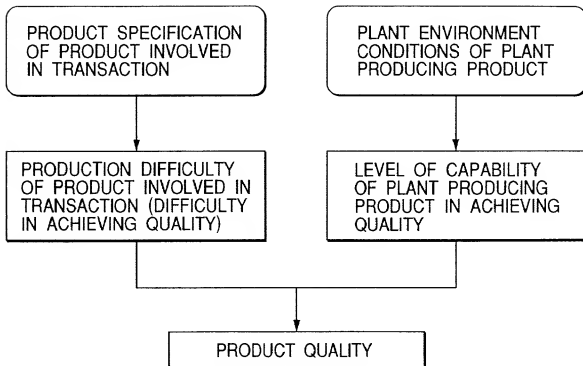 PRODUCT SPECIFICATION
OF PRODUCT INVOLVED
IN TRANSACTION
PLANT ENVIRONMENT
CONDITIONS OF PLANT
PRODUCING PRODUCT
PRODUCTION DIFFICULTY
OF PRODUCT INVOLVED IN
TRANSACTION (DIFFICULTY
IN ACHIEVING QUALITY)
LEVEL OF CAPABILITY
OF PLANT PRODUCING
PRODUCT IN ACHIEVING
QUALITY
PRODUCT QUALITY